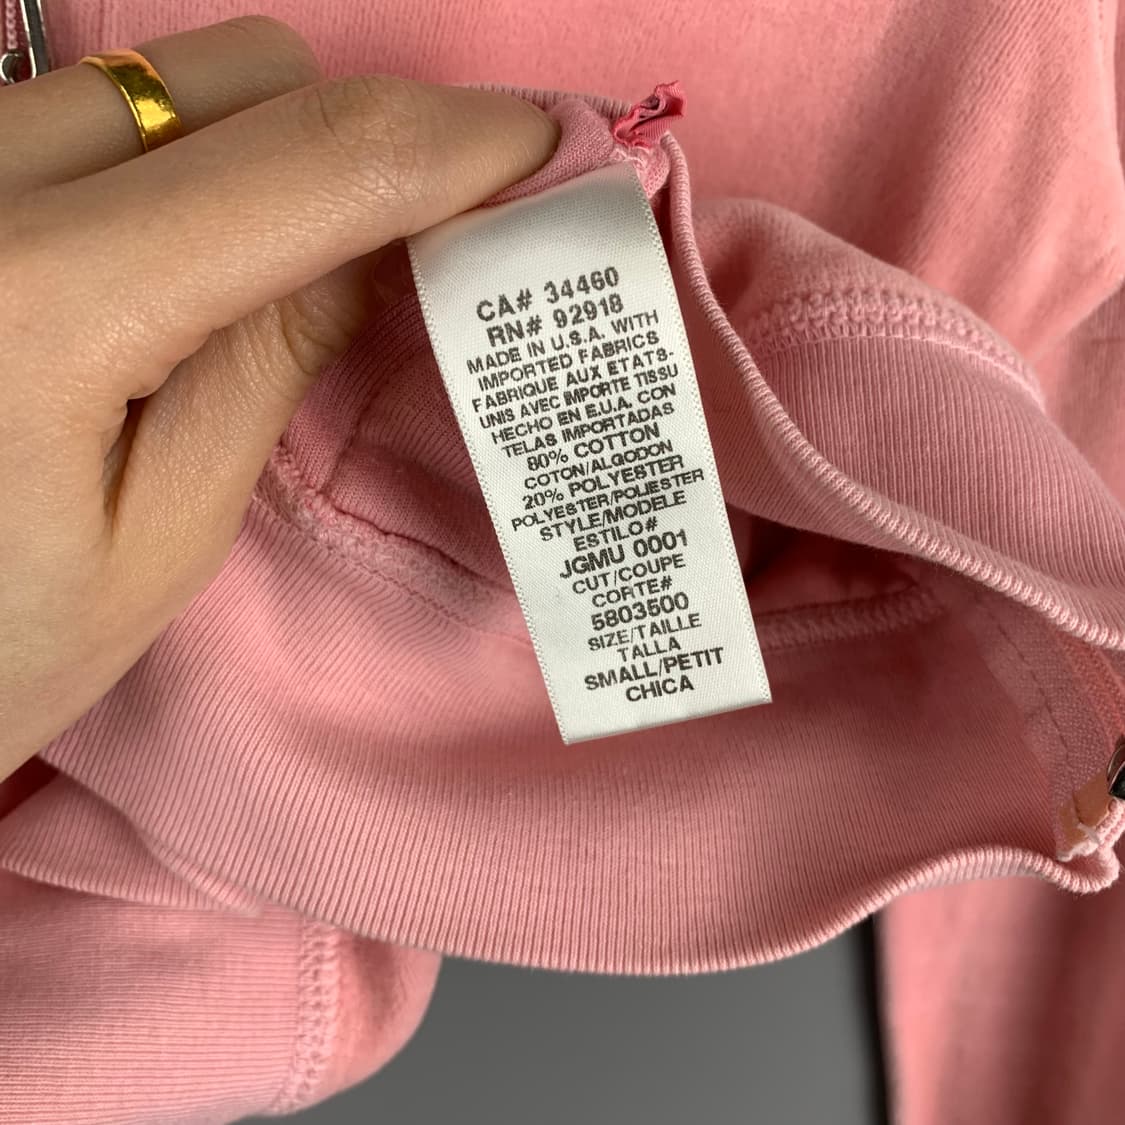 CA# 34460
RN# 92918
MADE IN U.S.A. WITH
IMPORTED FABRICS
FABRIQUE AUX ETATS-
UNIS AVEC IMPORTE TISSU
HECHO EN E.U.A. CON
TELAS IMPORTADAS
80% COTTON
COTON/ALGODON
20% POLYESTER
POLYESTER/POLIESTER
STYLE/MODELE
ESTILO#
JGMU 0001
CUT/COUPE
CORTE#
5803500
SIZE/TAILLE
TALLA
SMALL/PETIT
CHICA